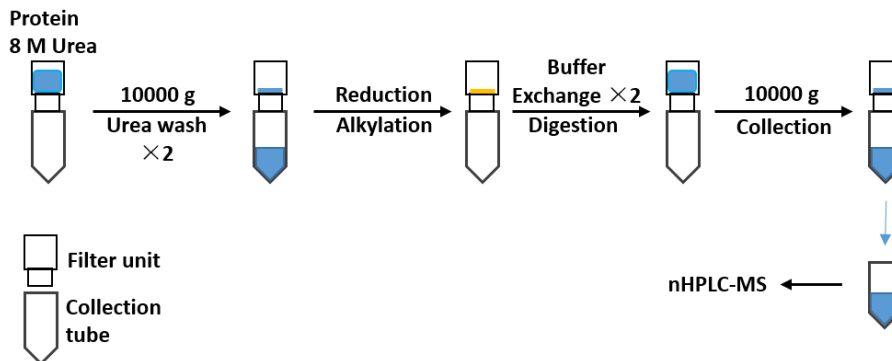 Protein
8 M Urea
10000 g
Urea wash
×2
Reduction
Alkylation
Buffer
Exchange ×2
Digestion
10000 g
Collection
Filter unit
Collection
tube
nHPLC-MS